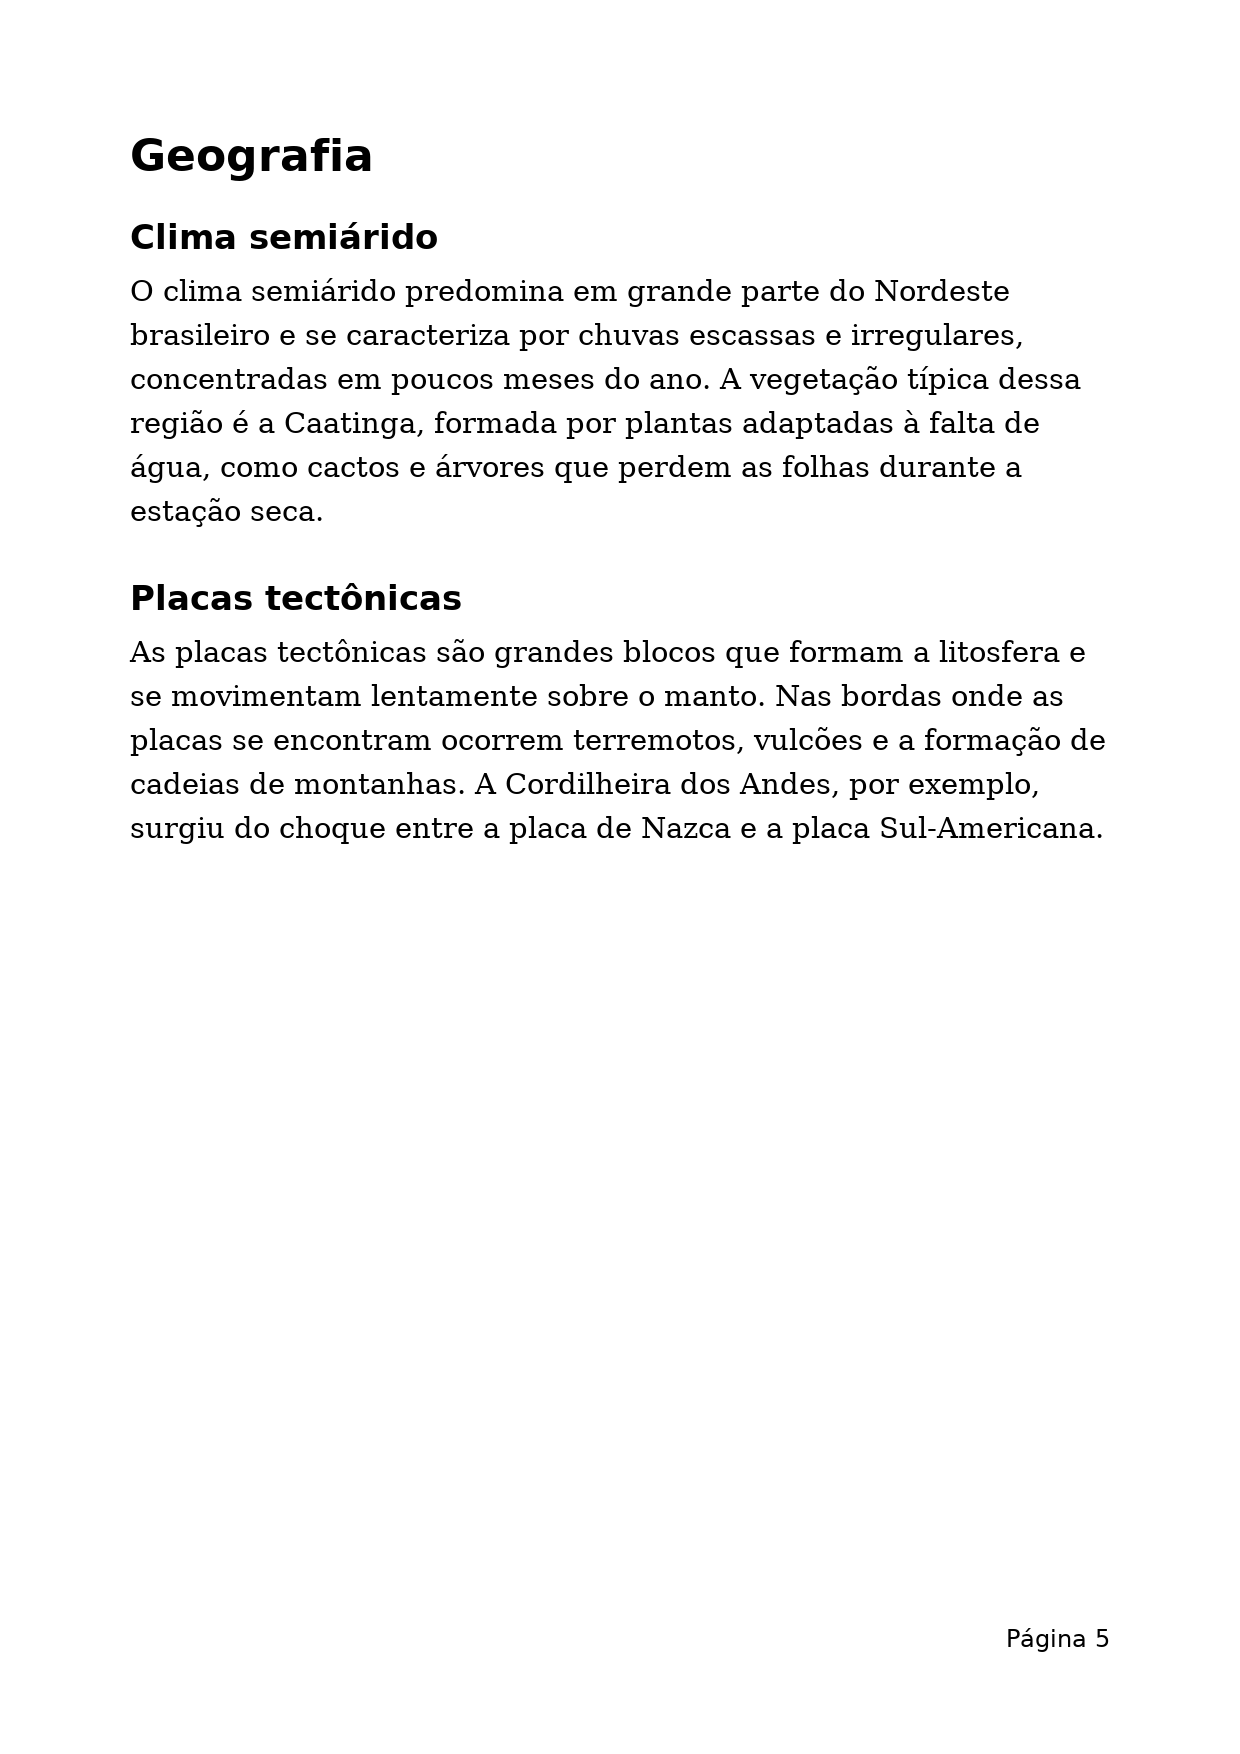 Geografia
Clima semiárido
O clima semiárido predomina em grande parte do Nordeste
brasileiro e se caracteriza por chuvas escassas e irregulares,
concentradas em poucos meses do ano. A vegetação típica dessa
região é a Caatinga, formada por plantas adaptadas à falta de
água, como cactos e árvores que perdem as folhas durante a
estação seca.
Placas tectônicas
As placas tectônicas são grandes blocos que formam a litosfera e
se movimentam lentamente sobre o manto. Nas bordas onde as
placas se encontram ocorrem terremotos, vulcões e a formação de
cadeias de montanhas. A Cordilheira dos Andes, por exemplo,
surgiu do choque entre a placa de Nazca e a placa Sul-Americana.
Página 5